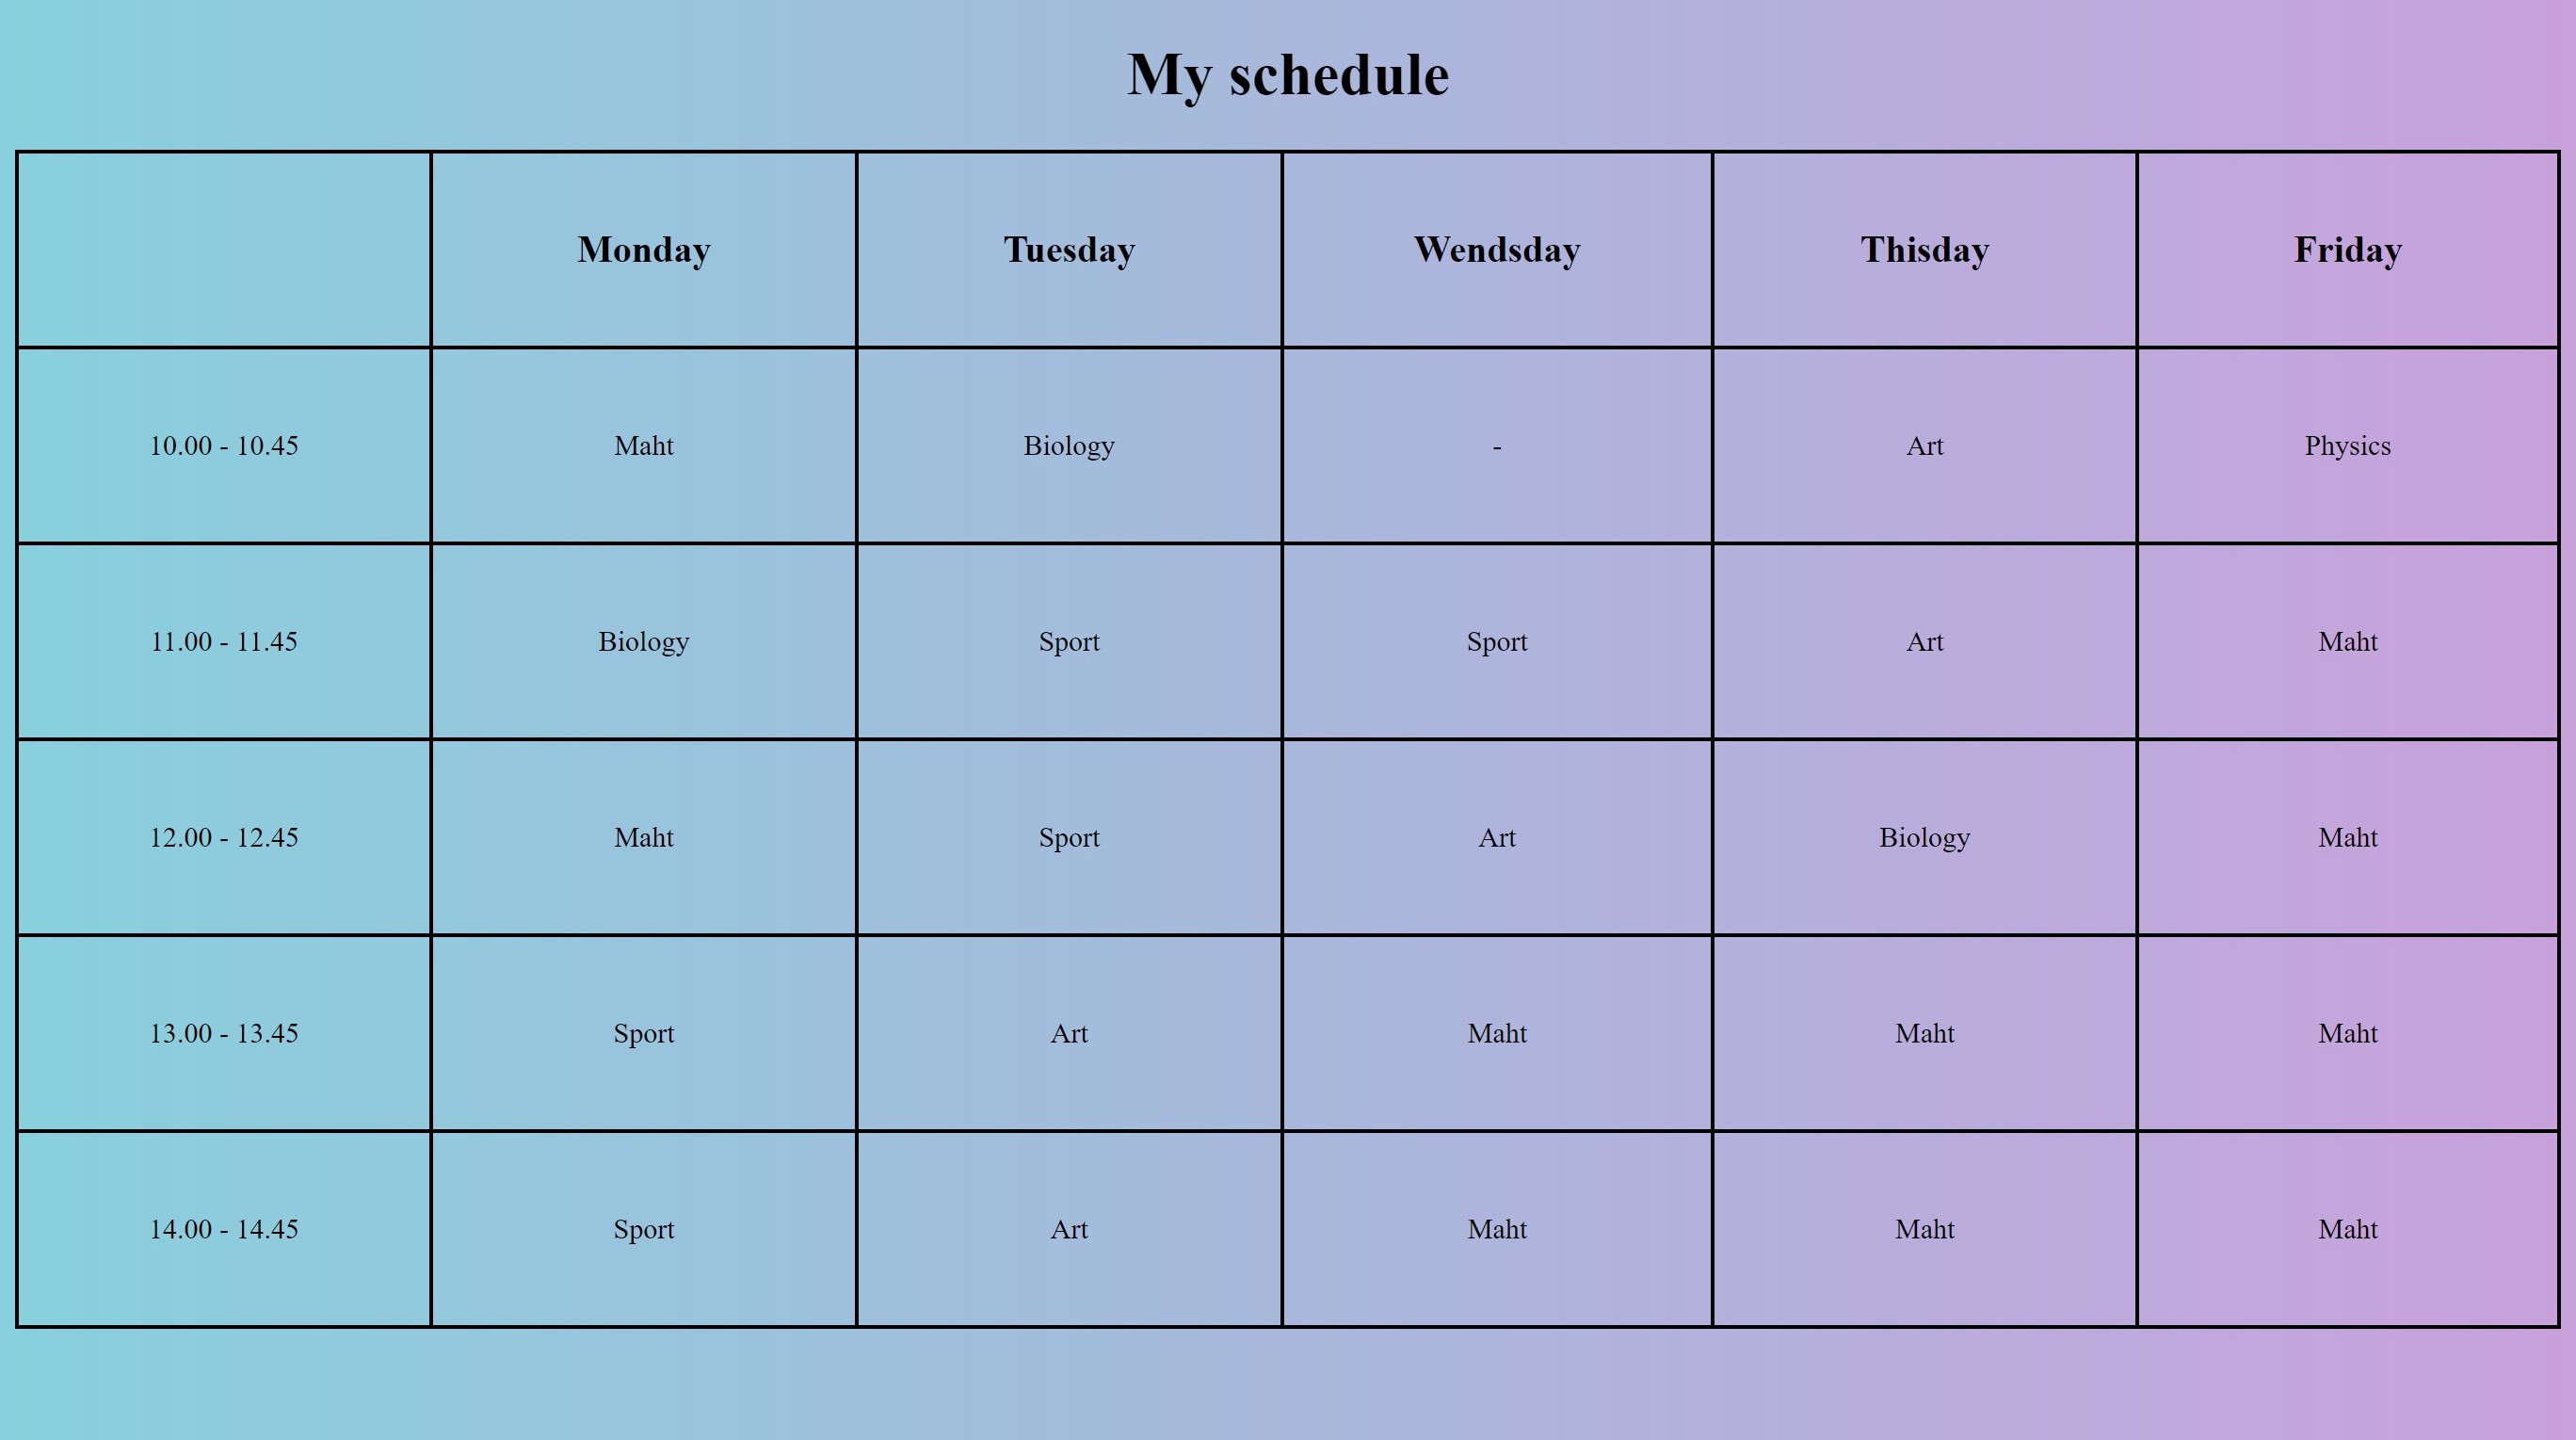 My schedule
Monday Tuesday Wendsday Thisday Friday
10.00 - 10.45 Maht Biology - Art Physics
11.00 - 11.45 Biology Sport Sport Art Maht
12.00 - 12.45 Maht Sport Art Biology Maht
13.00 - 13.45 Sport Art Maht Maht Maht
14.00 - 14.45 Sport Art Maht Maht Maht